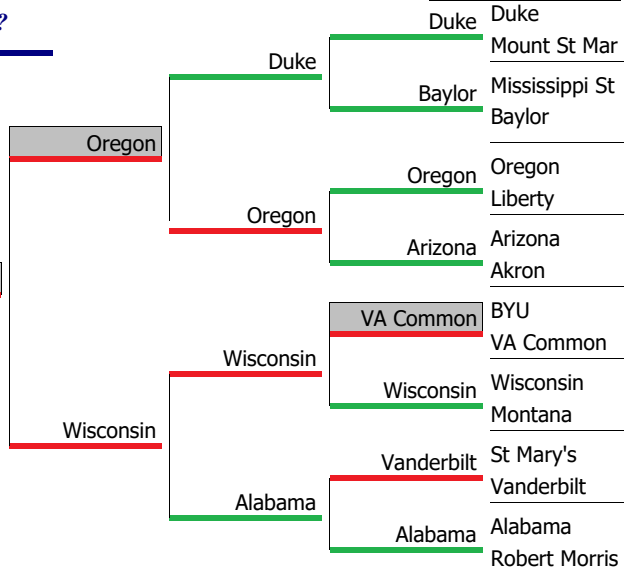 ?
Duke
Mount St Mar
Mississippi St
Baylor
Oregon
Liberty
Arizona
Akron
BYU
VA Common
Wisconsin
Montana
St Mary's
Vanderbilt
Alabama
Robert Morris
Duke
Baylor
Oregon
Arizona
VA Common
Wisconsin
Vanderbilt
Alabama
Duke
Oregon
Wisconsin
Alabama
Oregon
Wisconsin